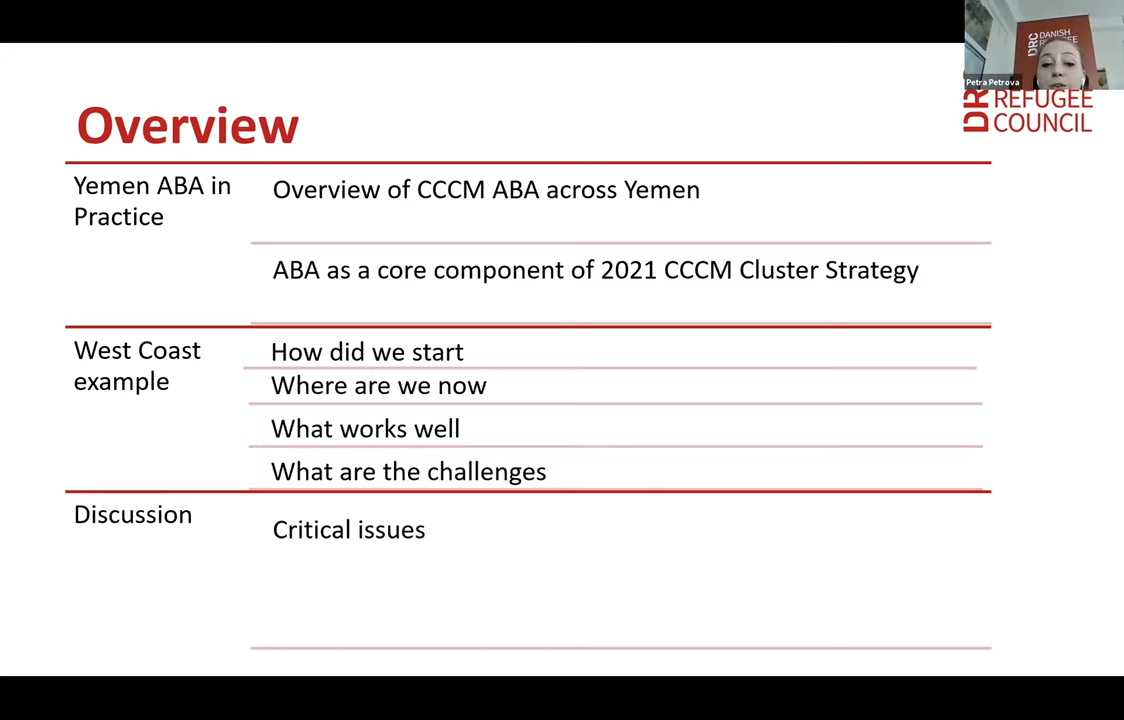 DRC DANISH
Petra Petrova
REFUGEE
COUNCIL
Overview
Yemen ABA in
Practice
Overview of CCCM ABA across Yemen
ABA as a core component of 2021 CCCM Cluster Strategy
West Coast
example
How did we start
Where are we now
What works well
What are the challenges
Discussion
Critical issues